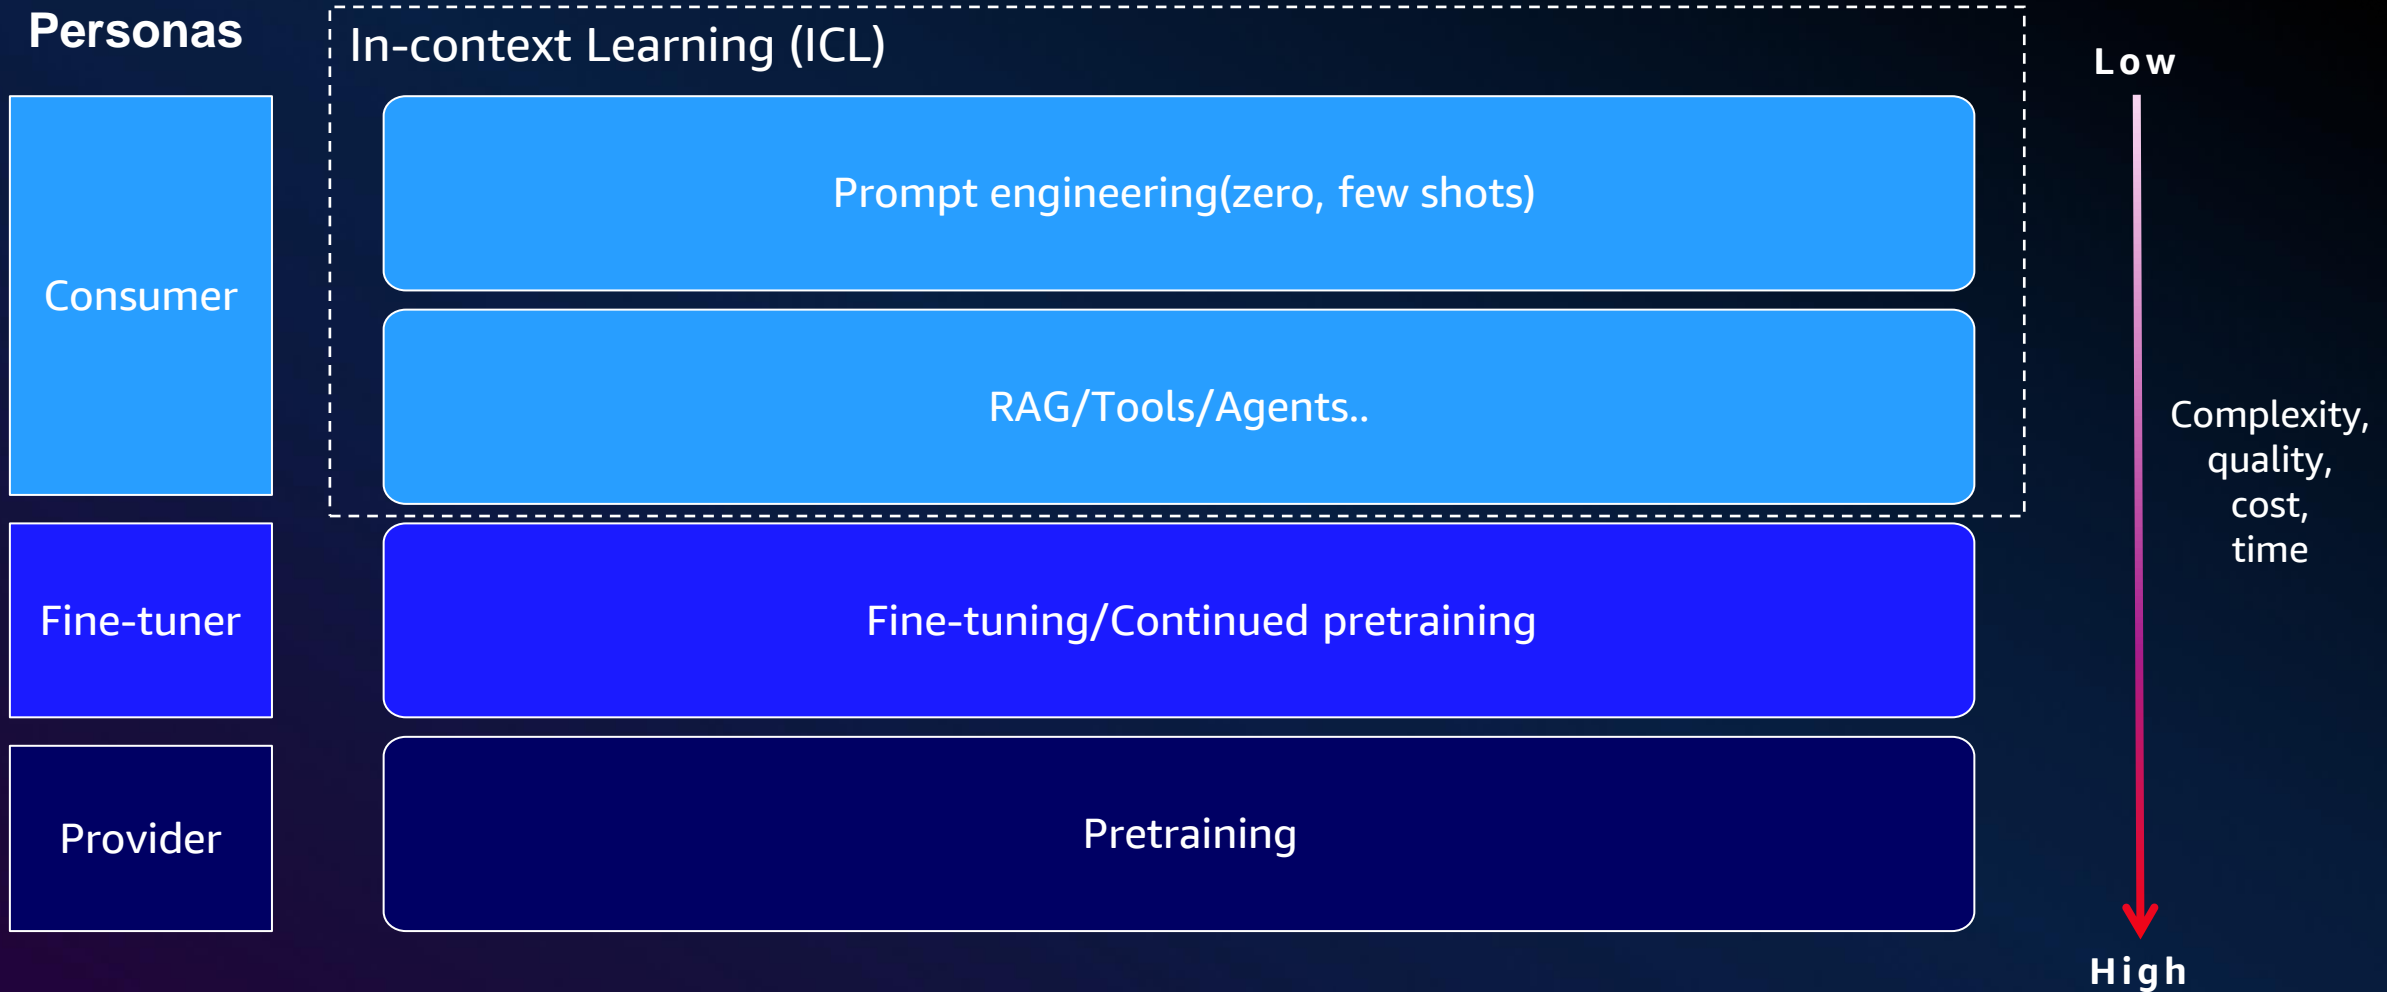 Personas
In-context Learning (ICL)
Low
Consumer
Prompt engineering(zero, few shots)
RAG/Tools/Agents..
Complexity,
quality,
cost,
time
Fine-tuner
Fine-tuning/Continued pretraining
Provider
Pretraining
High